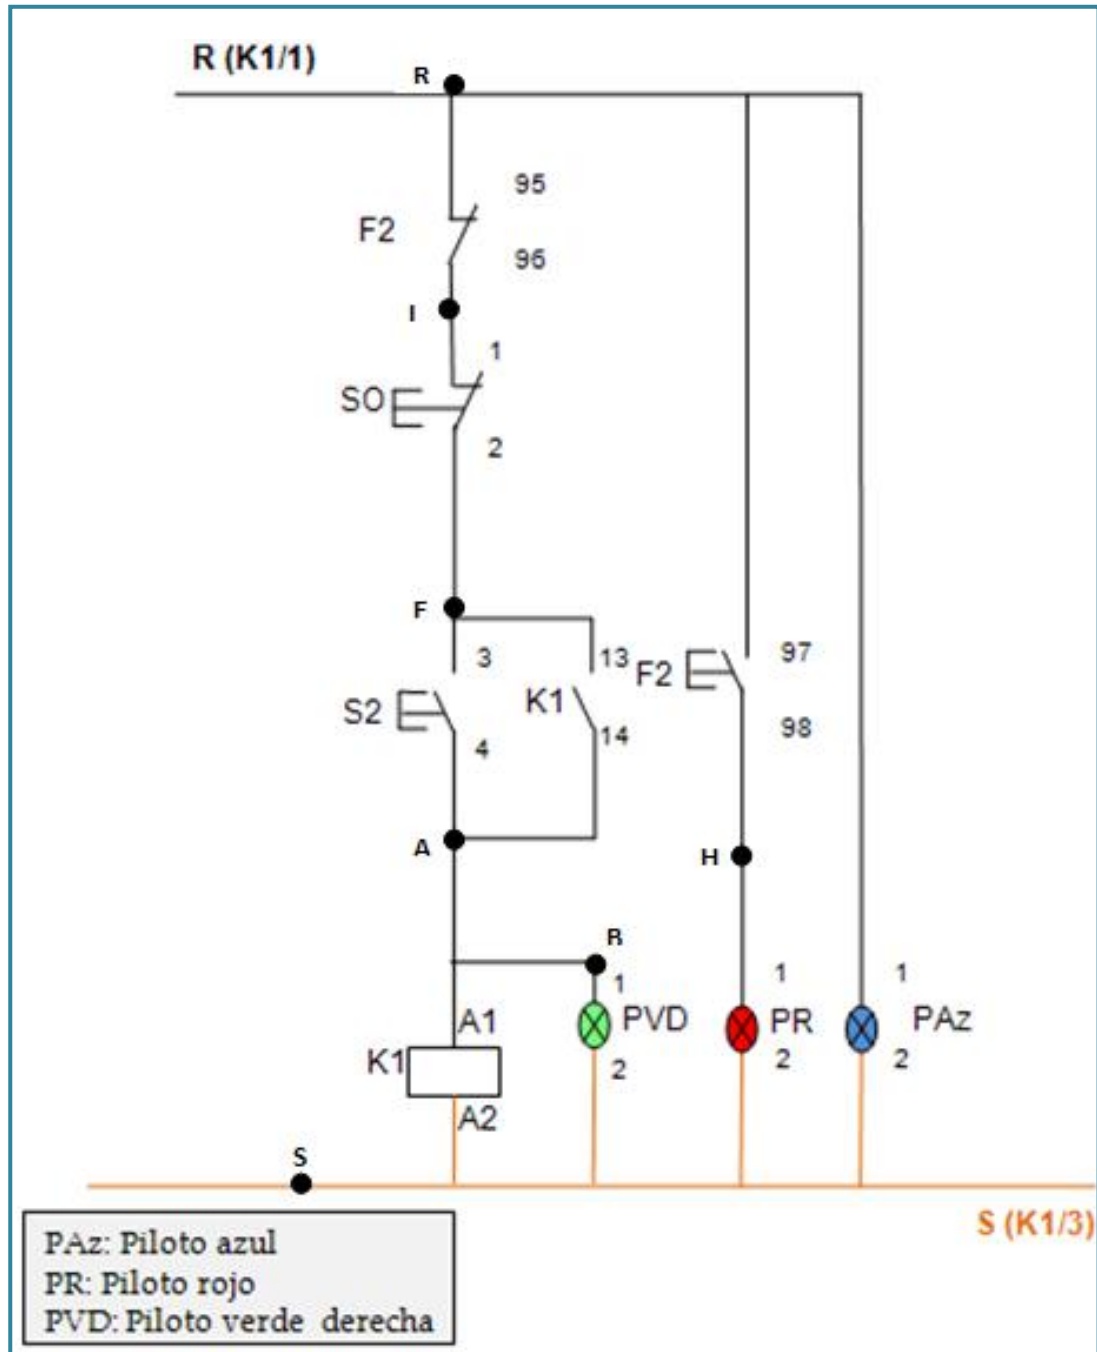 R (K1/1)
R
95
F2
96
I
1
SO
2
F
3
13
97
F2
K1
S2
14
98
4
A
H
B
1
1
1
A1
PVD
PR
PAz
K1
2
2
2
A2
S
S (K1/3)
PAz: Piloto azul
PR: Piloto rojo
PVD: Piloto verde derecha